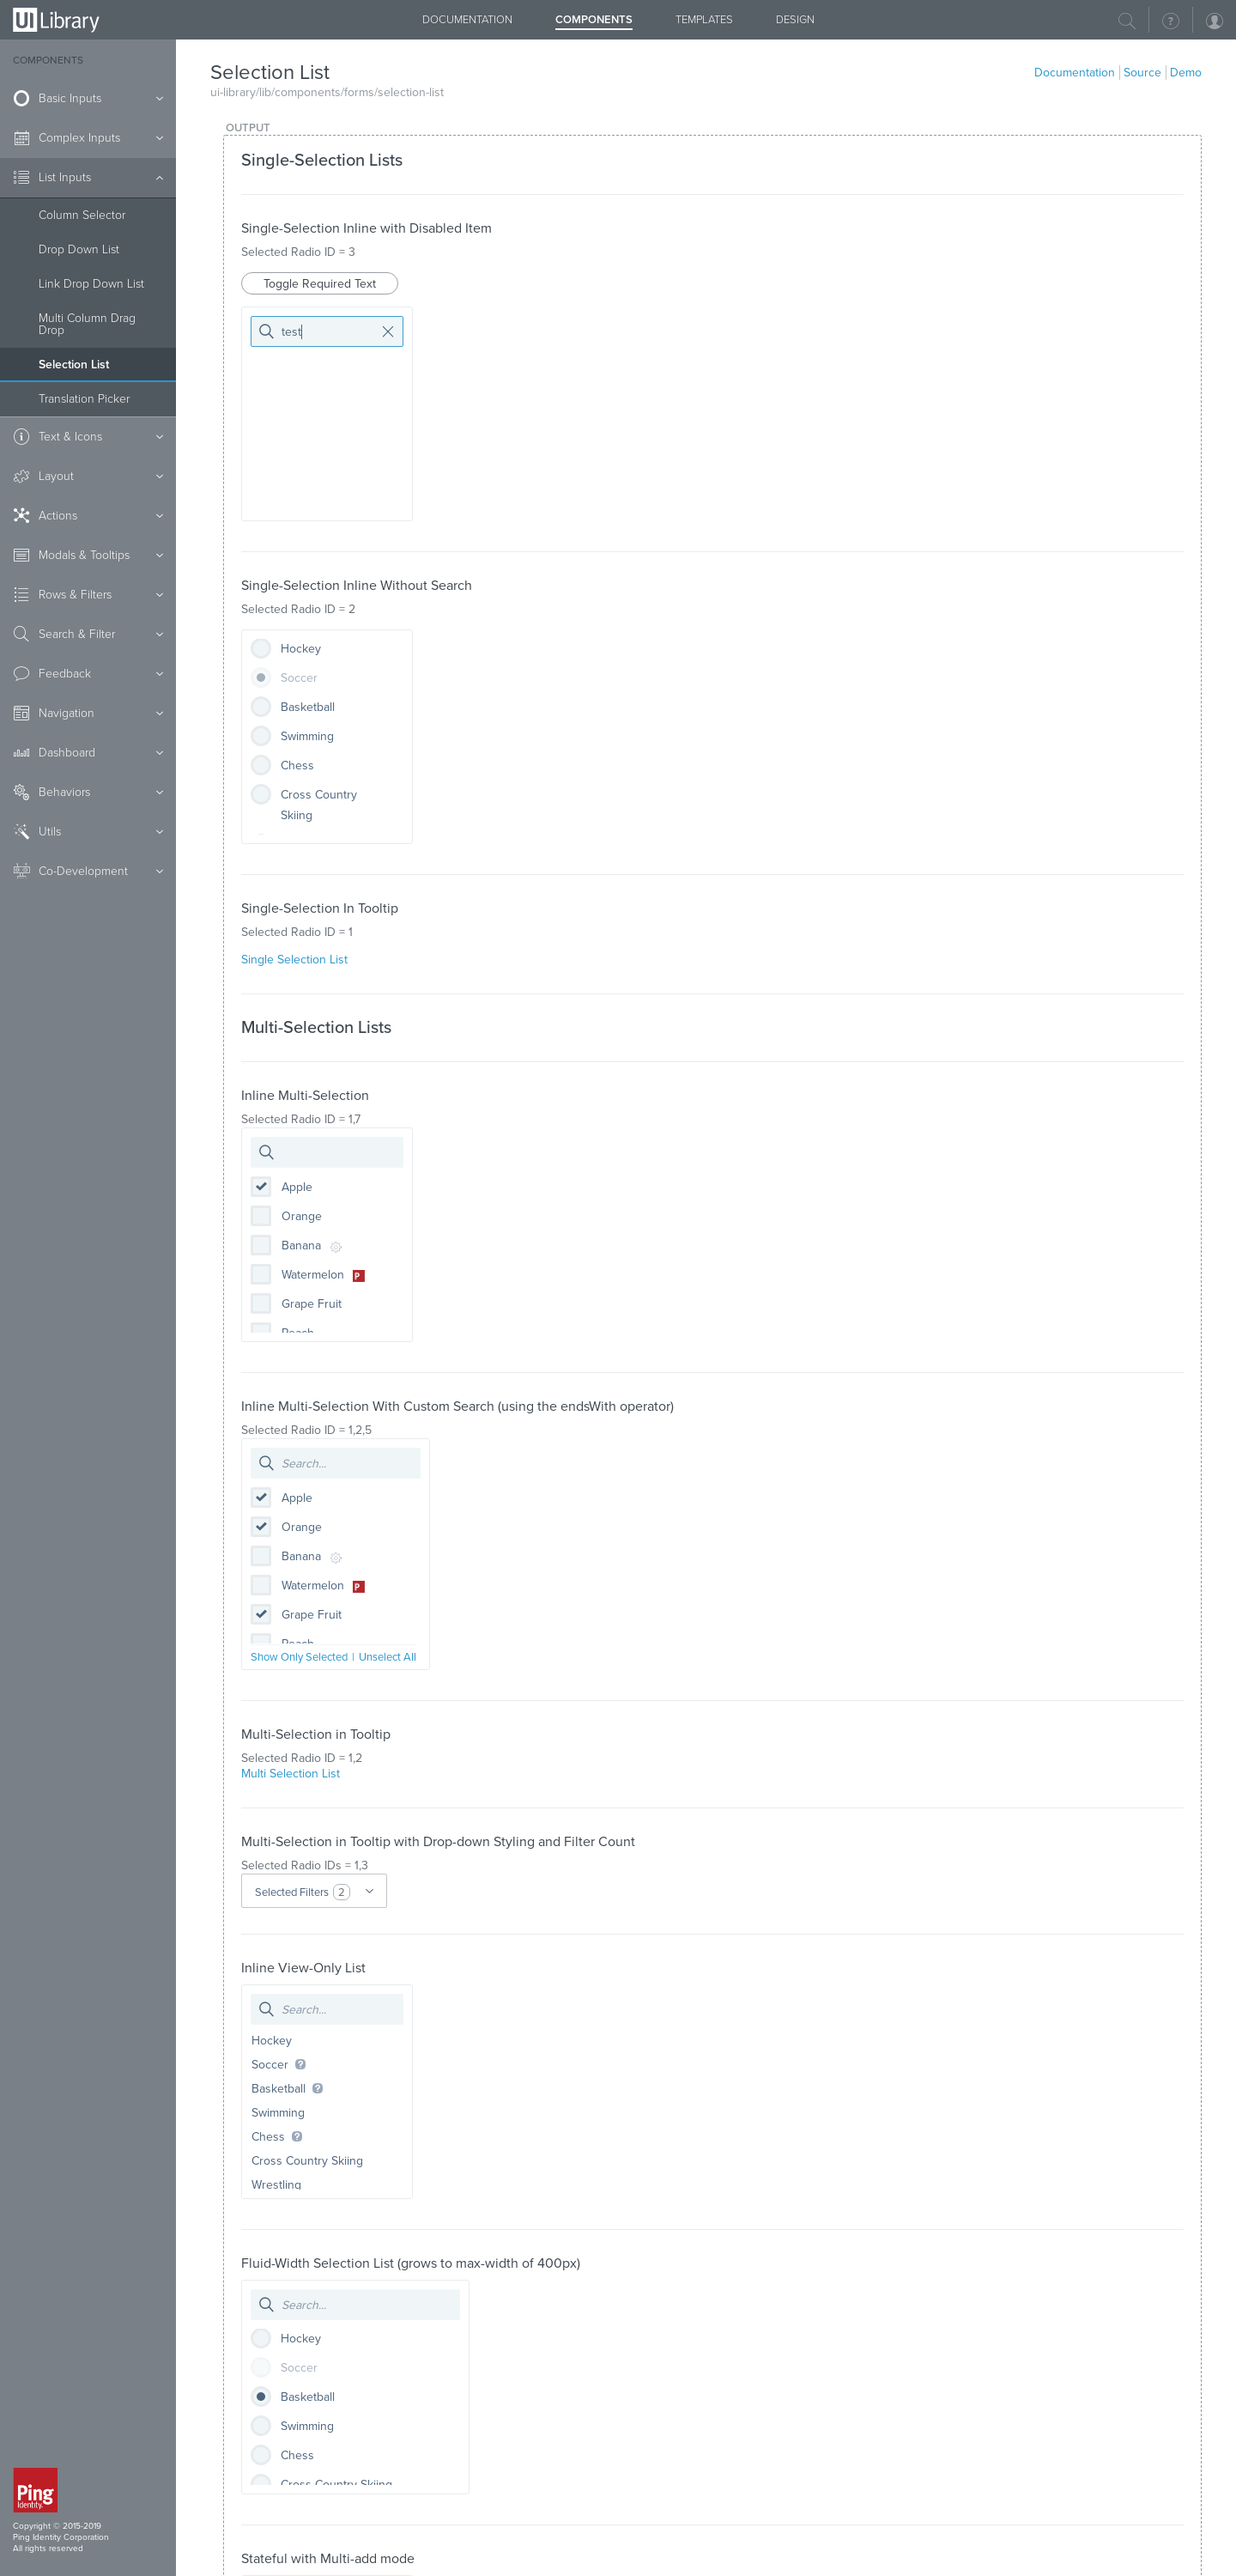 UI Library
DOCUMENTATION
COMPONENTS
TEMPLATES
DESIGN
COMPONENTS
Basic Inputs
Complex Inputs
List Inputs
Column Selector
Drop Down List
Link Drop Down List
Multi Column Drag
Drop
Selection List
Translation Picker
Text & Icons
Layout
Actions
Modals & Tooltips
Rows & Filters
Search & Filter
Feedback
Navigation
Dashboard
Behaviors
Utils
Co-Development
Ping
Identity
Copyright © 2015-2019
Ping Identity Corporation
All rights reserved
Selection List
ui-library/lib/components/forms/selection-list
Documentation
Source
Demo
OUTPUT
Single-Selection Lists
Single-Selection Inline with Disabled Item
Selected Radio ID = 3
Toggle Required Text
test
Single-Selection Inline Without Search
Selected Radio ID = 2
Hockey
Soccer
Basketball
Swimming
Chess
Cross Country
Skiing
Single-Selection In Tooltip
Selected Radio ID = 1
Single Selection List
Multi-Selection Lists
Inline Multi-Selection
Selected Radio ID = 1,7
Apple
Orange
Banana
Watermelon
Grape Fruit
Peach
Inline Multi-Selection With Custom Search (using the endsWith operator)
Selected Radio ID = 1,2,5
Search...
Apple
Orange
Banana
Watermelon
Grape Fruit
Peach
Show Only Selected | Unselect All
Multi-Selection in Tooltip
Selected Radio ID = 1,2
Multi Selection List
Multi-Selection in Tooltip with Drop-down Styling and Filter Count
Selected Radio IDs = 1,3
Selected Filters 2
Inline View-Only List
Search...
Hockey
Soccer
Basketball
Swimming
Chess
Cross Country Skiing
Wrestling
Fluid-Width Selection List (grows to max-width of 400px)
Search...
Hockey
Soccer
Basketball
Swimming
Chess
Cross Country Skiing
Stateful with Multi-add mode